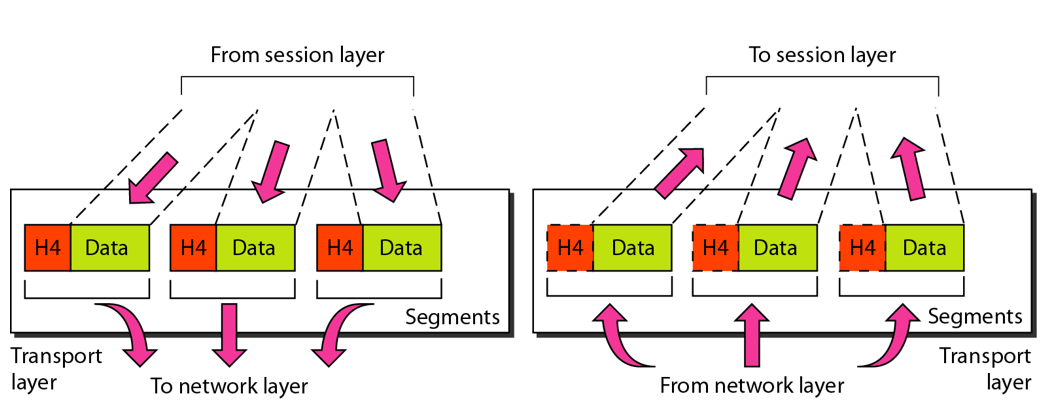 From session layer
H4 Data H4 Data H4 Data
Segments
Transport
layer
To network layer
To session layer
H4 Data H4 Data H4 Data
Segments
From network layer
Transport
layer